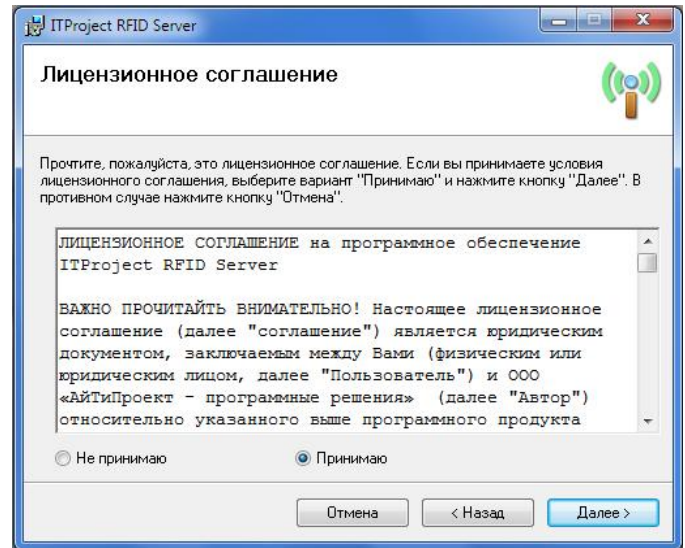 ITProject RFID Server
Лицензионное соглашение
Прочтите, пожалуйста, это лицензионное соглашение. Если вы принимаете условия
лицензионного соглашения, выберите вариант "Принимаю" и нажмите кнопку "Далее". В
противном случае нажмите кнопку "Отмена".
ЛИЦЕНЗИОННОЕ СОГЛАШЕНИЕ на программное обеспечение
ITProject RFID Server
ВАЖНО ПРОЧИТАЙТЬ ВНИМАТЕЛЬНО! Настоящее лицензионное
соглашение (далее "соглашение") является юридическим
документом, заключаемым между Вами (физическим или
юридическим лицом, далее "Пользователь") и ООО
«АйТиПроект - программные решения» (далее "Автор")
относительно указанного выше программного продукта
Не принимаю Принимаю
Отмена < Назад Далее >